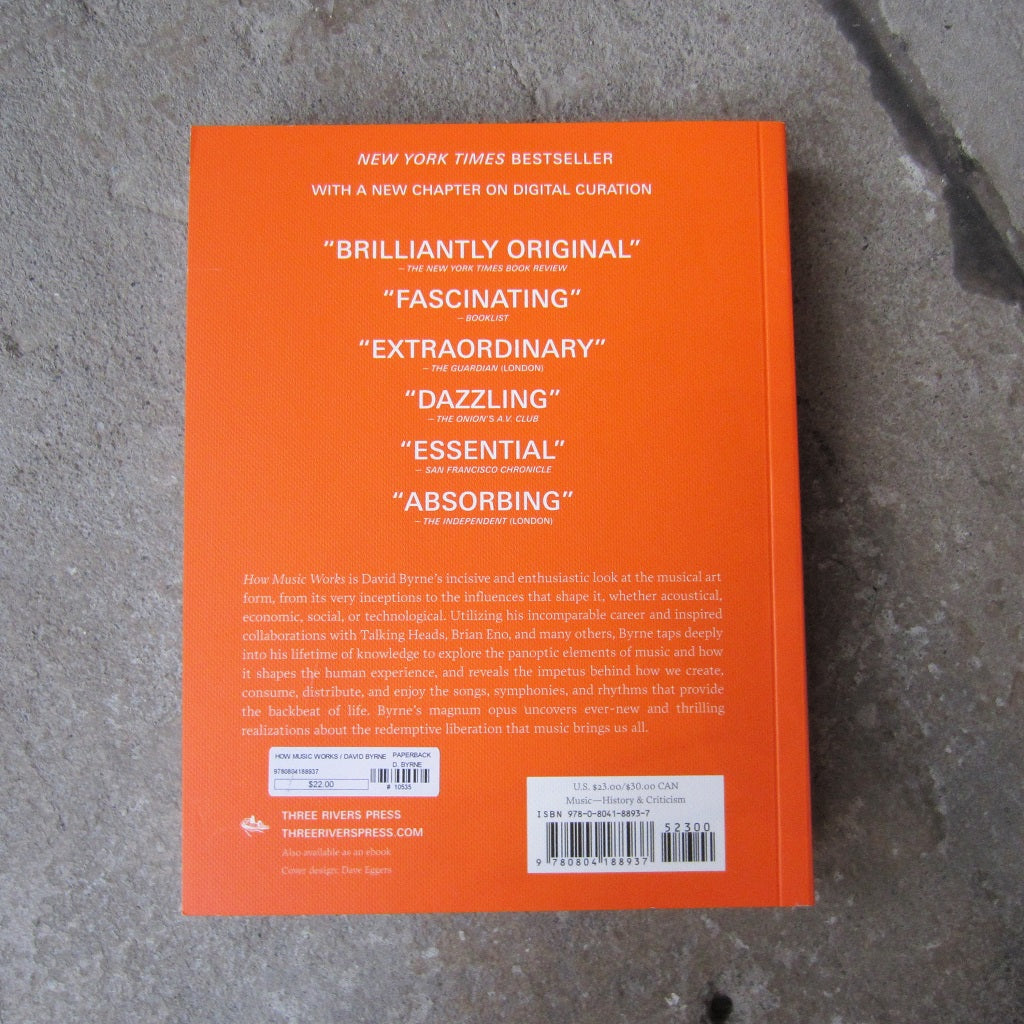 NEW YORK TIMES BESTSELLER
WITH A NEW CHAPTER ON DIGITAL CURATION
“BRILLIANTLY ORIGINAL”
– THE NEW YORK TIMES BOOK REVIEW
“FASCINATING”
– BOOKLIST
“EXTRAORDINARY”
– THE GUARDIAN (LONDON)
“DAZZLING”
– THE ONION'S A.V. CLUB
“ESSENTIAL”
– SAN FRANCISCO CHRONICLE
“ABSORBING”
– THE INDEPENDENT (LONDON)
How Music Works is David Byrne's incisive and enthusiastic look at the musical art
form, from its very inceptions to the influences that shape it, whether acoustical,
economic, social, or technological. Utilizing his incomparable career and inspired
collaborations with Talking Heads, Brian Eno, and many others, Byrne taps deeply
into his lifetime of knowledge to explore the panoptic elements of music and how
it shapes the human experience, and reveals the impetus behind how we create,
consume, distribute, and enjoy the songs, symphonies, and rhythms that provide
the backbeat of life. Byrne's magnum opus uncovers ever-new and thrilling
realizations about the redemptive liberation that music brings us all.
HOW MUSIC WORKS / DAVID BYRNE PAPERBACK
D. BYRNE
9780804188937
$22.00
# 10535
THREE RIVERS PRESS
THREERIVERSPRESS.COM
Also available as an ebook
Cover design: Dave Eggers
U.S. $23.00/$30.00 CAN
Music—History & Criticism
ISBN 978-0-8041-8893-7
52300
9 780804 188937